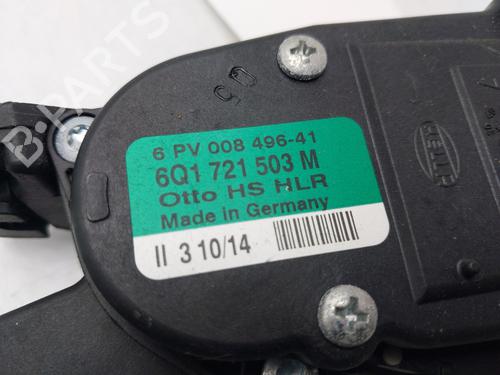 B-PARTS
05
6 PV 008 496-41
6Q1 721 503 M
Otto HS HLR
Made in Germany
II 3 10/14
HELLA